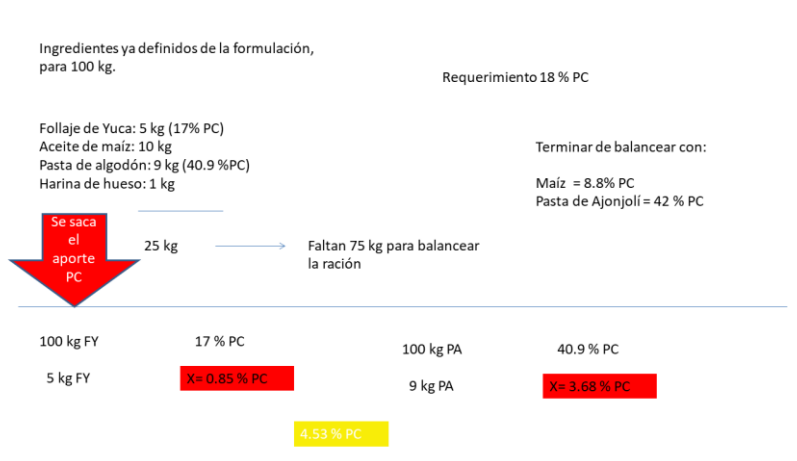 Ingredientes ya definidos de la formulación,
para 100 kg.
Requerimiento 18 % PC
Follaje de Yuca: 5 kg (17% PC)
Aceite de maíz: 10 kg
Pasta de algodón: 9 kg (40.9 %PC)
Harina de hueso: 1 kg
Terminar de balancear con:
Maíz = 8.8% PC
Pasta de Ajonjolí = 42 % PC
Se saca
el
aporte
PC
25 kg
Faltan 75 kg para balancear
la ración
100 kg FY
17 % PC
5 kg FY
X= 0.85 % PC
100 kg PA
40.9 % PC
9 kg PA
X= 3.68 % PC
4.53 % PC